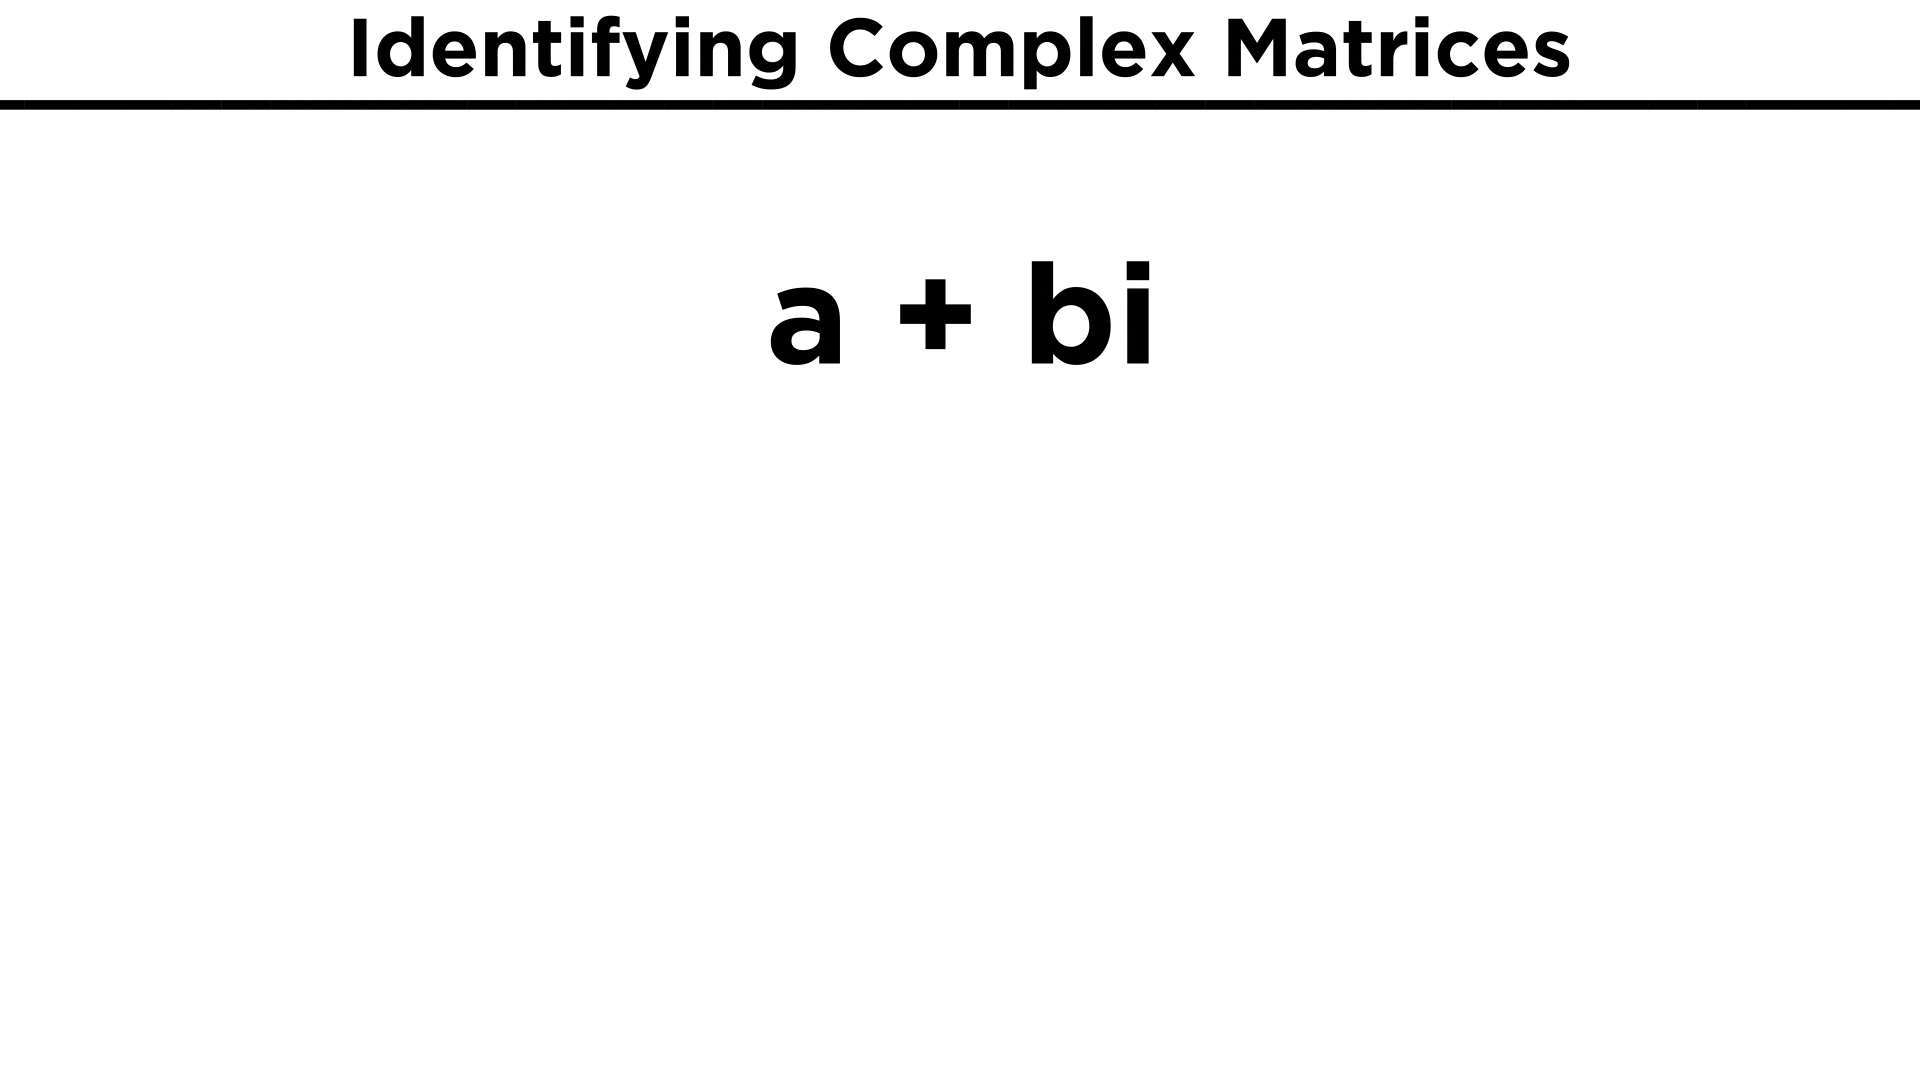 Identifying Complex Matrices
a + bi